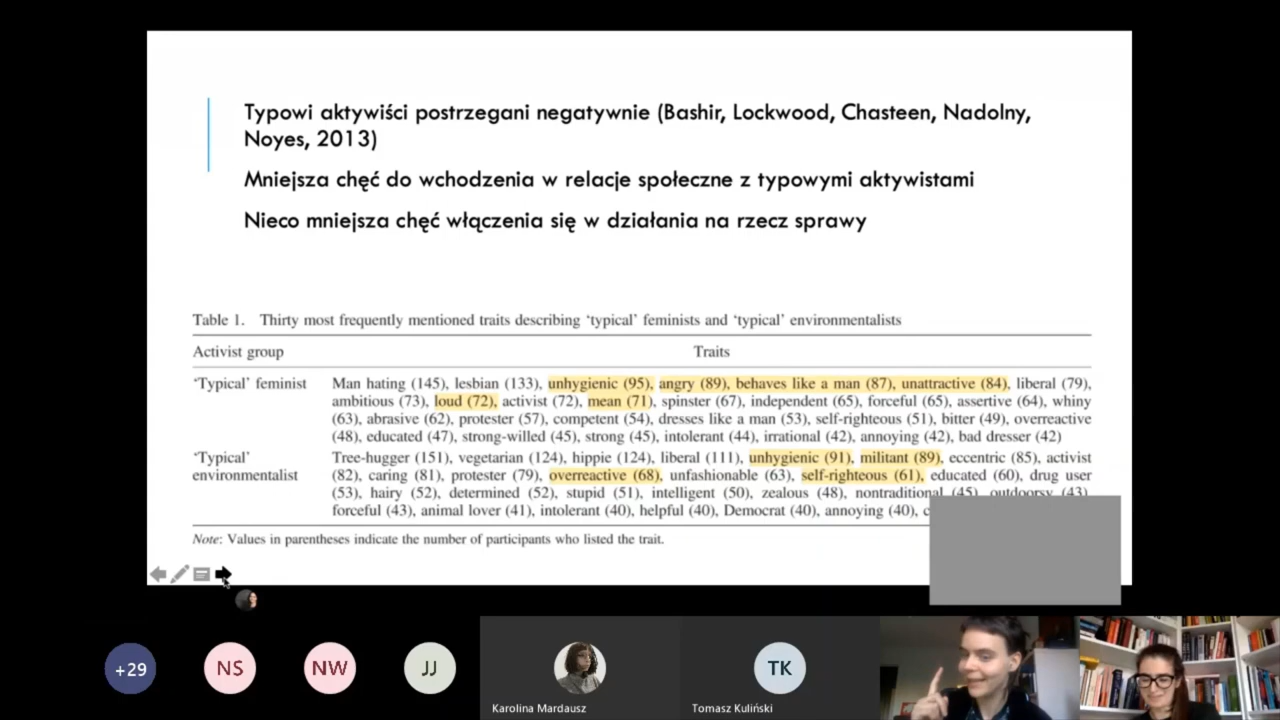 Typowi aktywiści postrzegani negatywnie (Bashir, Lockwood, Chasteen, Nadolny,
Noyes, 2013)
Mniejsza chęć do wchodzenia w relacje społeczne z typowymi aktywistami
Nieco mniejsza chęć włączenia się w działania na rzecz sprawy
Table 1. Thirty most frequently mentioned traits describing ‘typical’ feminists and ‘typical’ environmentalists
Activist group Traits
‘Typical’ feminist Man hating (145), lesbian (133), unhygienic (95), angry (89), behaves like a man (87), unattractive (84), liberal (79),
ambitious (73), loud (72), activist (72), mean (71), spinster (67), independent (65), forceful (65), assertive (64), whiny
(63), abrasive (62), protester (57), competent (54), dresses like a man (53), self-righteous (51), bitter (49), overreactive
(48), educated (47), strong-willed (45), strong (45), intolerant (44), irrational (42), annoying (42), bad dresser (42)
‘Typical’ Tree-hugger (151), vegetarian (124), hippie (124), liberal (111), unhygienic (91), militant (89), eccentric (85), activist
environmentalist (82), caring (81), protester (79), overreactive (68), unfashionable (63), self-righteous (61), educated (60), drug user
(53), hairy (52), determined (52), stupid (51), intelligent (50), zealous (48), nontraditional (45), outdoorsy (43),
forceful (43), animal lover (41), intolerant (40), helpful (40), Democrat (40), annoying (40),
Note: Values in parentheses indicate the number of participants who listed the trait.
+29
NS
NW
JJ
TK
Karolina Mardausz
Tomasz Kuliński